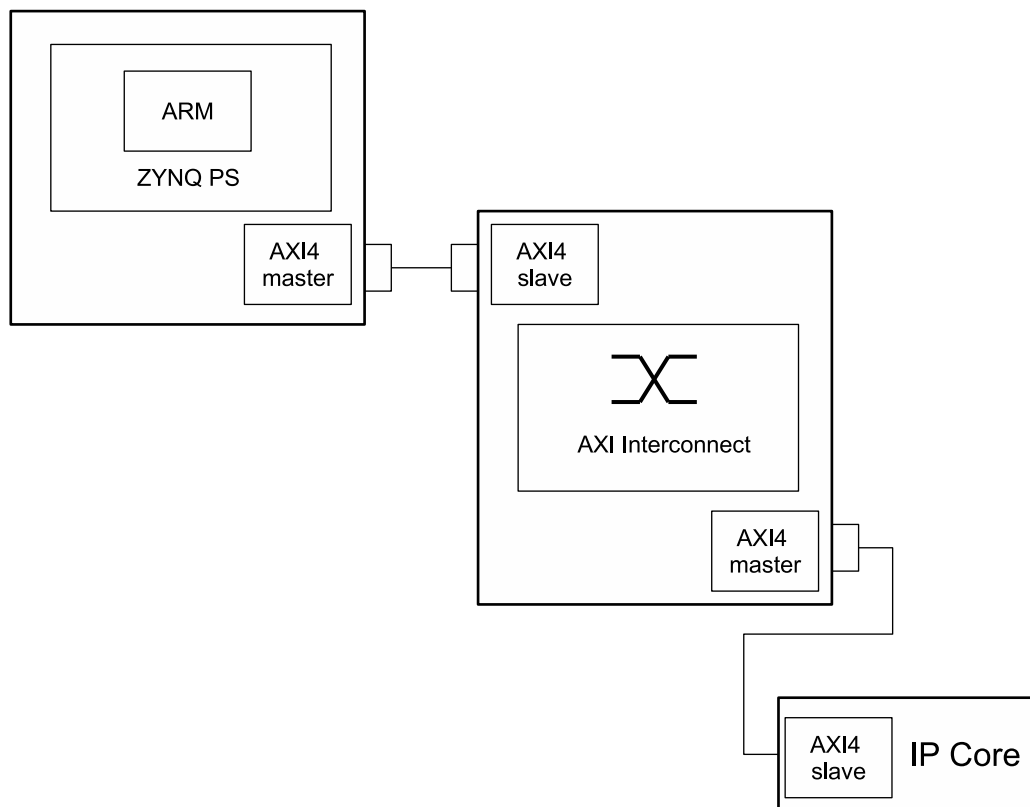 ARM
ZYNQ PS
AXI4
master
AXI4
slave
AXI Interconnect
AXI4
master
AXI4
slave
IP Core